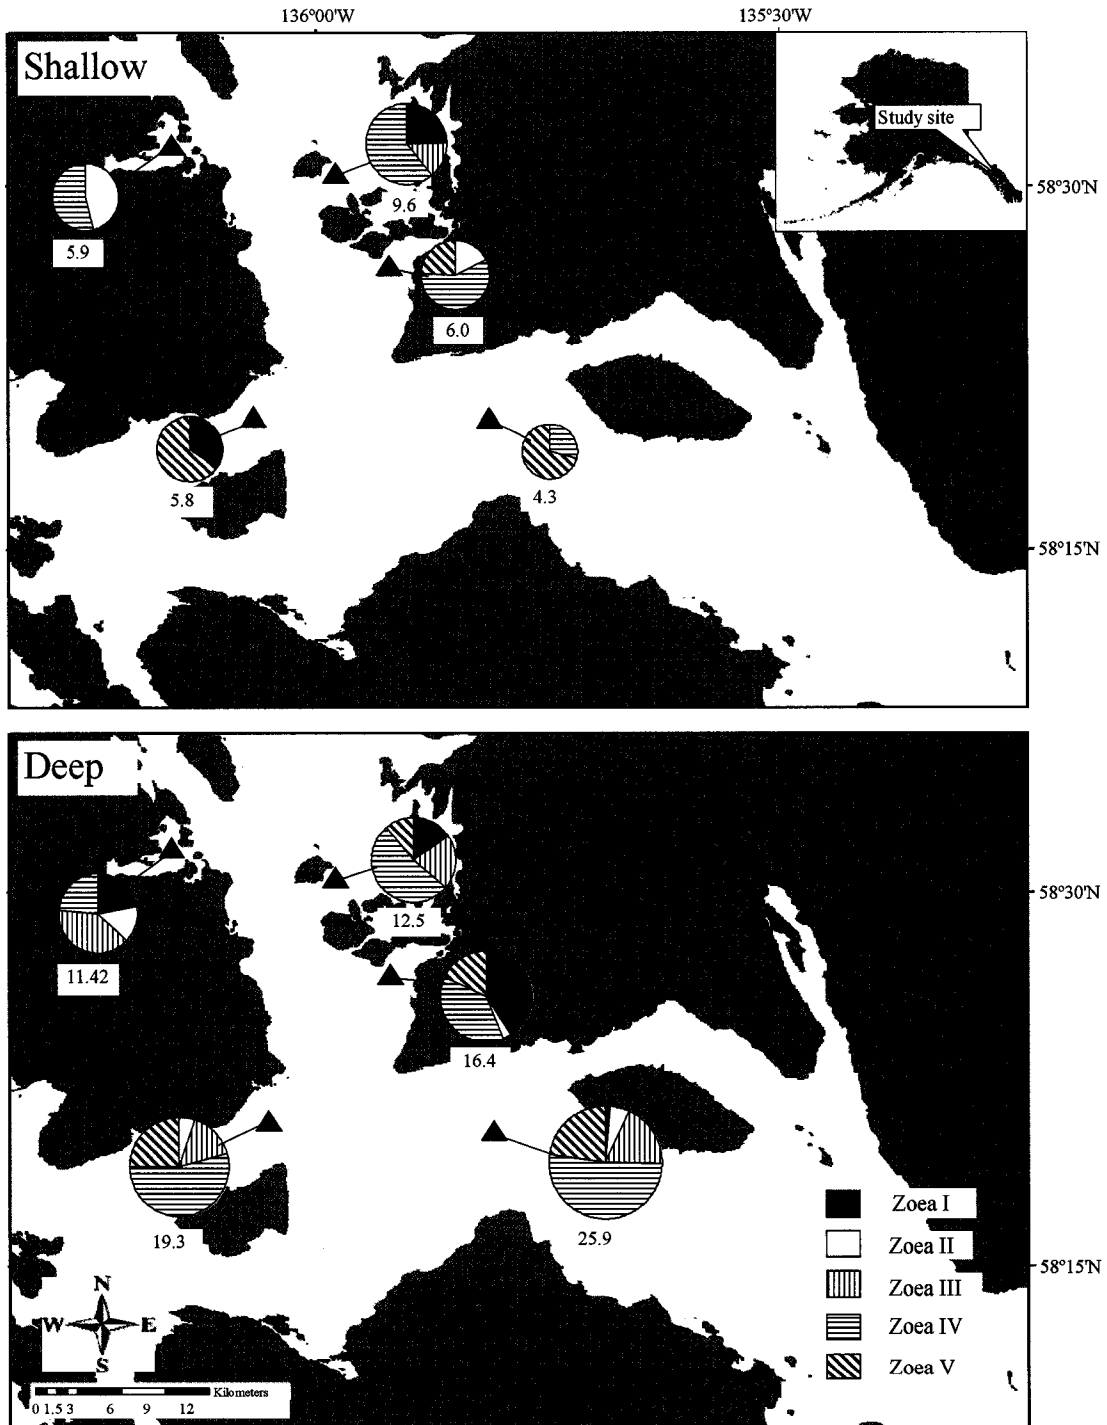 136°00'W 135°30'W
Shallow
Study site
58°30'N
9.6
5.9
6.0
5.8
4.3
58°15'N
Deep
58°30'N
12.5
11.42
16.4
19.3
25.9
Zoea I
Zoea II
Zoea III
Zoea IV
Zoea V
58°15'N
N
W E
S
Kilometers
0 1.5 3 6 9 12